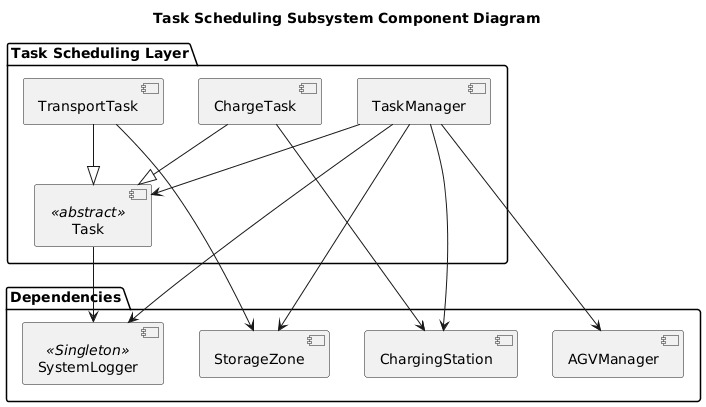 Task Scheduling Subsystem Component Diagram
Task Scheduling Layer
TransportTask
ChargeTask
TaskManager
«abstract»
Task
Dependencies
«Singleton»
SystemLogger
StorageZone
ChargingStation
AGVManager